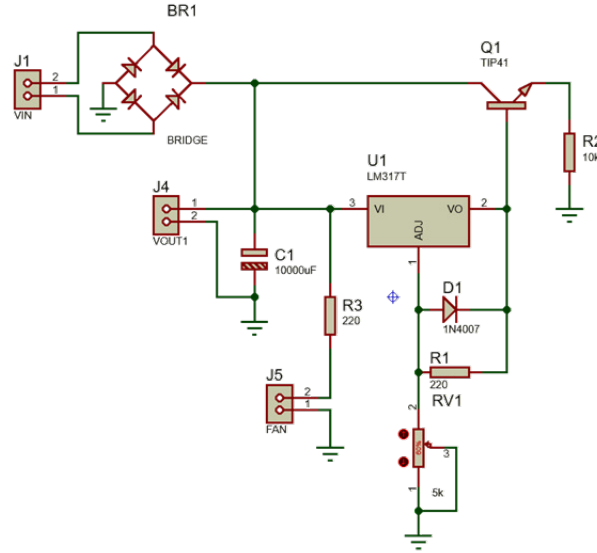 BR1
J1
2
1
VIN
BRIDGE
Q1
TIP41
R2
10k
U1
LM317T
3
VI
VO
2
ADJ
1
J4
1
2
VOUT1
C1
10000uF
R3
220
D1
1N4007
R1
220
J5
2
1
FAN
RV1
2
50%
3
1
5k